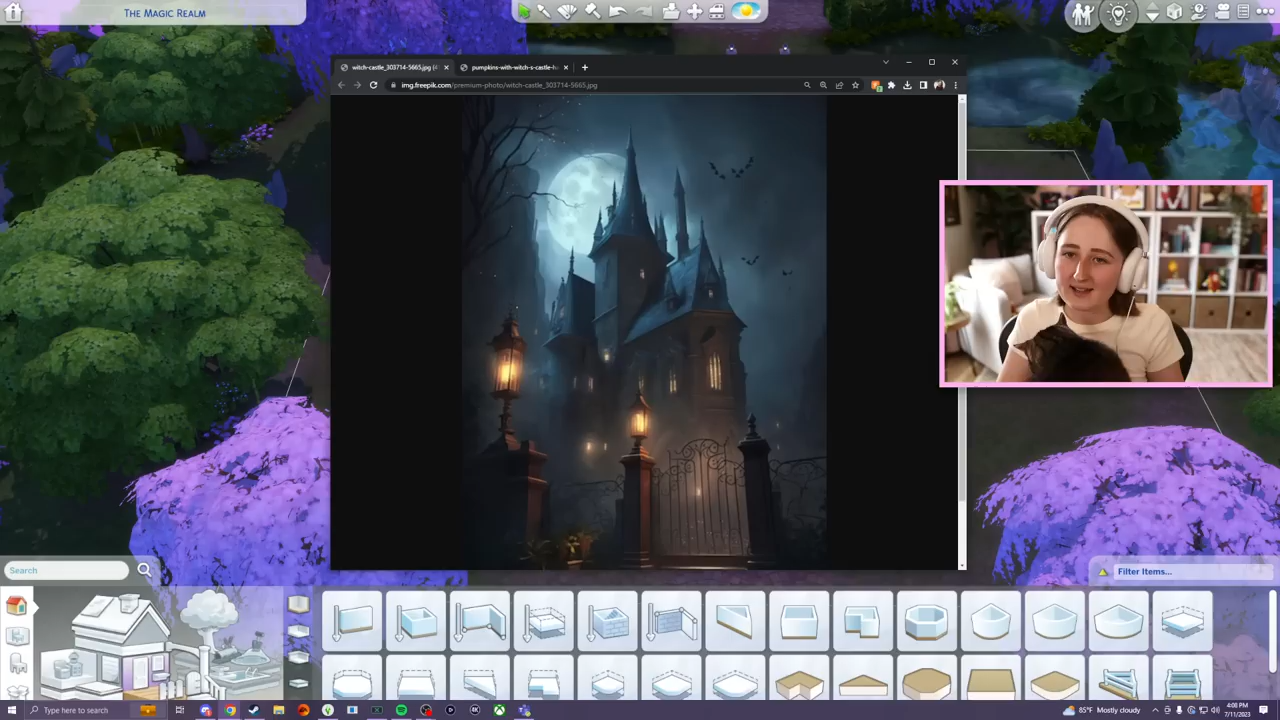 The Magic Realm
witch-castle_303714-5665.jpg (
pumpkins-with-witch-s-castle-h
img.freepik.com/premium-photo/witch-castle_303714-5665.jpg
Search
Filter Items...
Type here to search
85°F Mostly cloudy
4:08 PM
7/11/2023